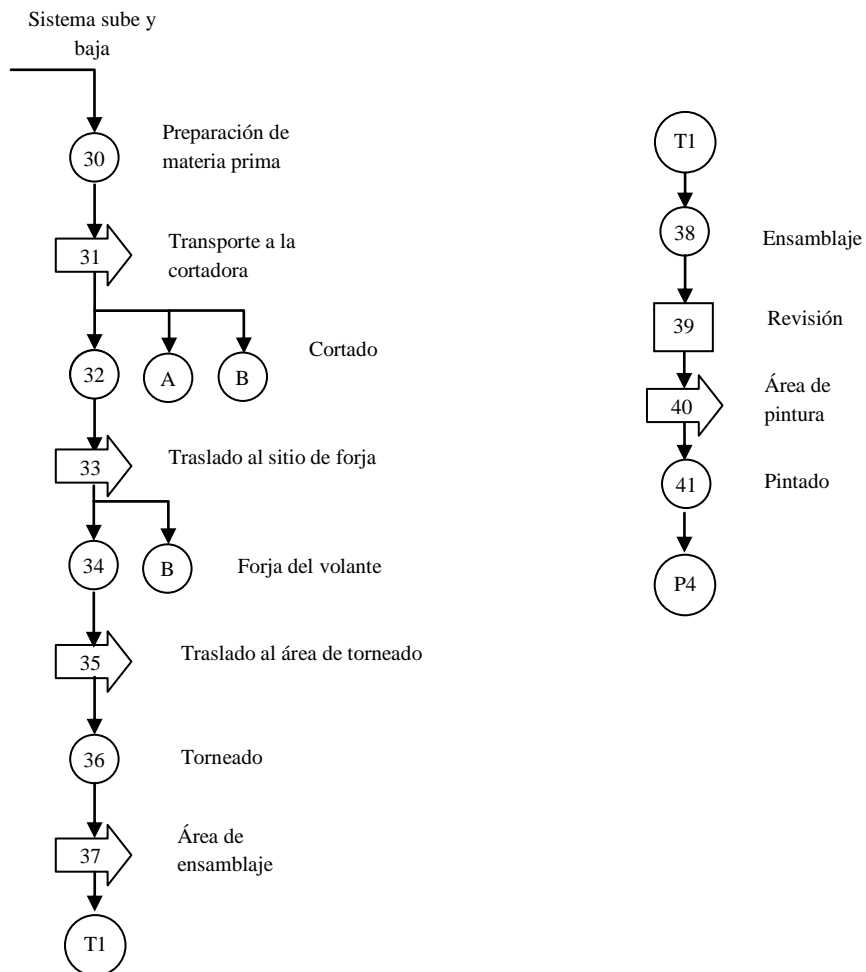 Sistema sube y
baja
30
Preparación de
materia prima
31
Transporte a la
cortadora
32
A
B
Cortado
33
Traslado al sitio de forja
34
B
Forja del volante
35
Traslado al área de torneado
36
Torneado
37
Área de
ensamblaje
T1
T1
38
Ensamblaje
39
Revisión
40
Área de
pintura
41
Pintado
P4